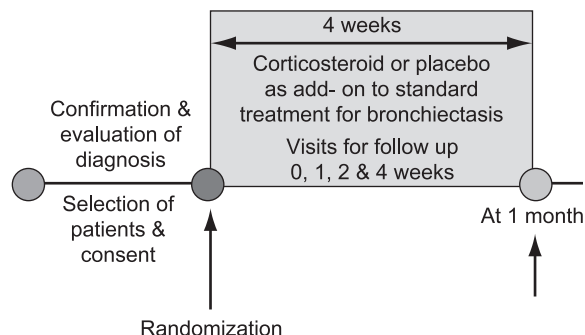 4 weeks
Corticosteroid or placebo
as add- on to standard
treatment for bronchiectasis
Visits for follow up
0, 1, 2 & 4 weeks
Confirmation &
evaluation of
diagnosis
Selection of
patients &
consent
At 1 month
Randomization